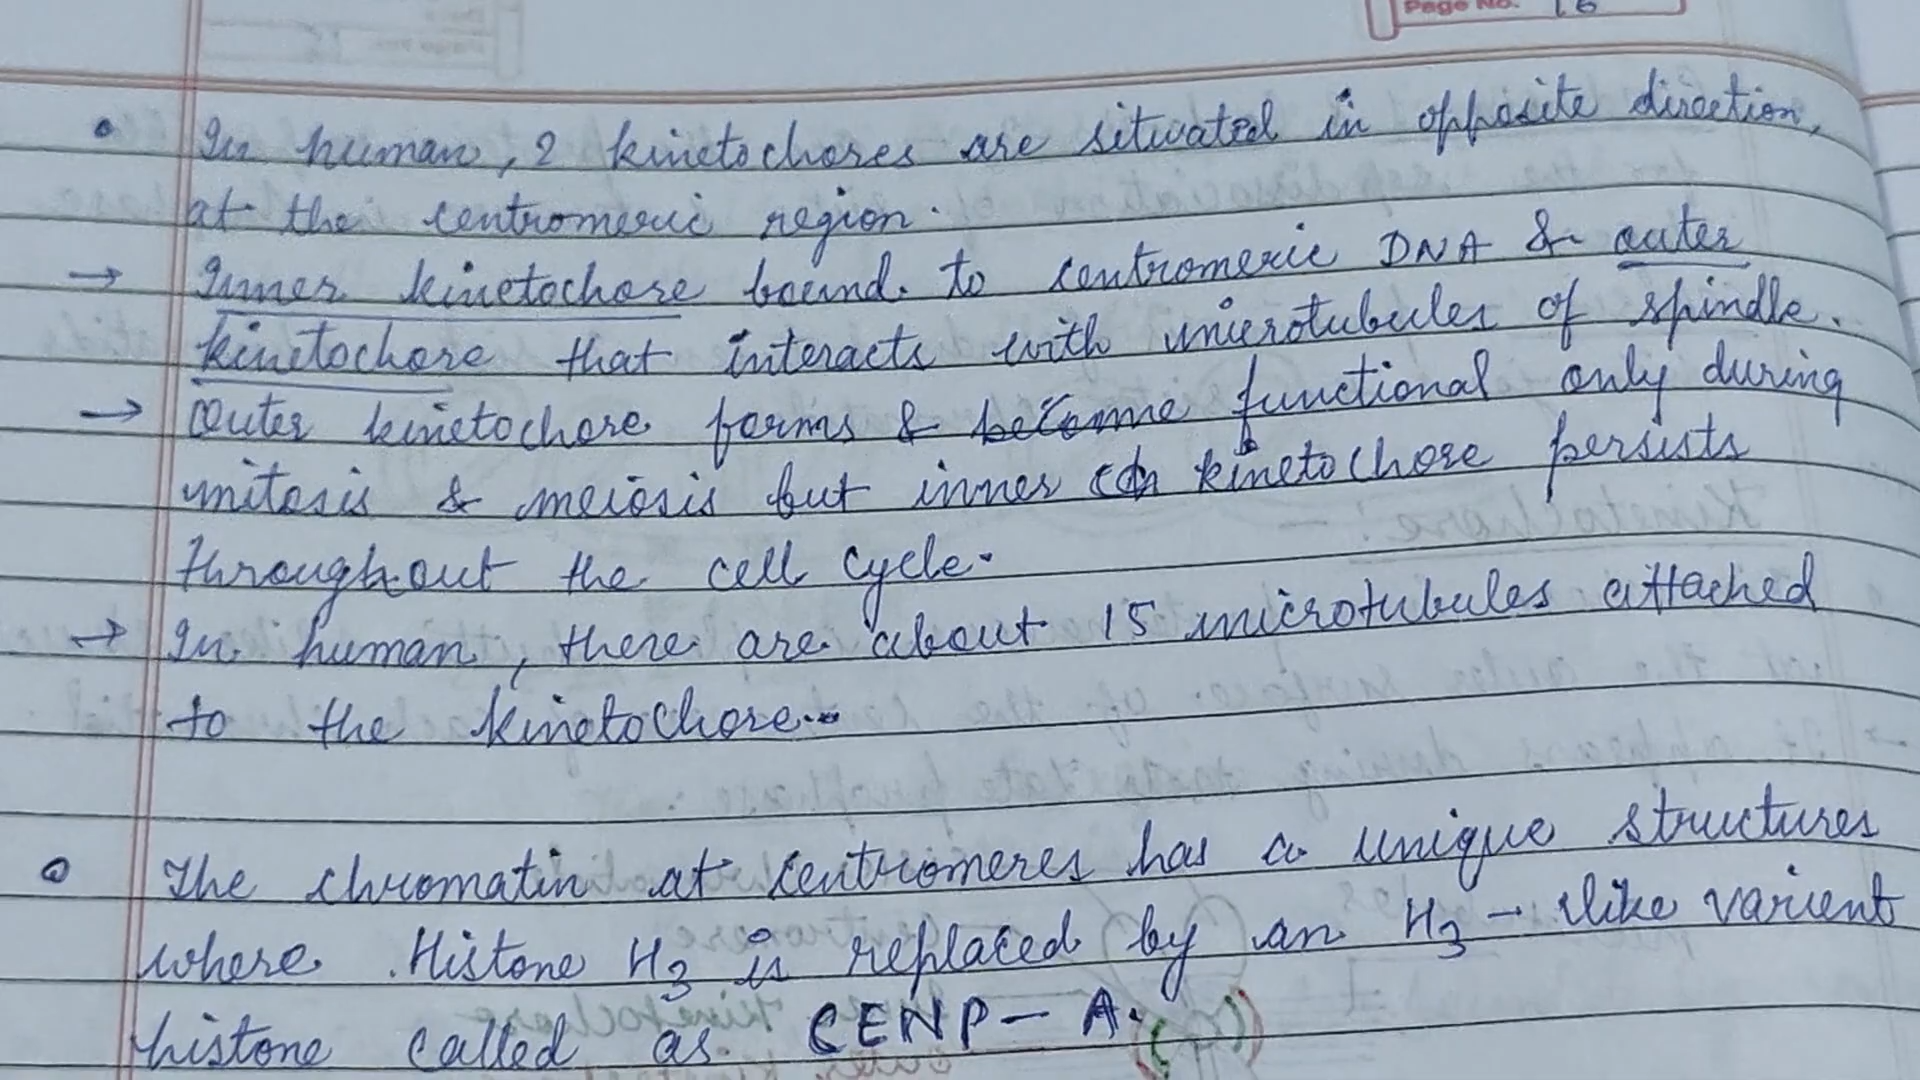 Page No. 16
• In human, 2 kinetochores are situated in opposite direction,
at the centromeric region.
→ Inner kinetochore bound to centromeric DNA & outer
kinetochore that interacts with microtubules of spindle.
→ Outer kinetochore forms & become functional only during
mitosis & meiosis but inner kinetochore persists
throughout the cell cycle.
→ In human, there are about 15 microtubules attached
to the kinetochore.
• The chromatin at centromeres has a unique structures
where Histone H3 is replaced by an H3 - like varient
histone called as CENP - A.